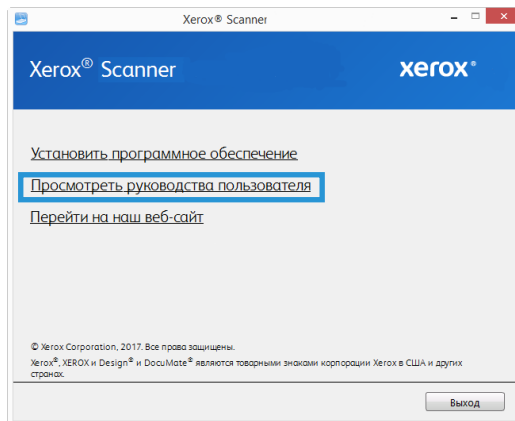 Xerox® Scanner
Xerox® Scanner
xerox®
Установить программное обеспечение
Просмотреть руководства пользователя
Перейти на наш веб-сайт
© Xerox Corporation, 2017. Все права защищены.
Xerox®, XEROX и Design® и DocuMate® являются товарными знаками корпорации Xerox в США и других
странах.
Выход